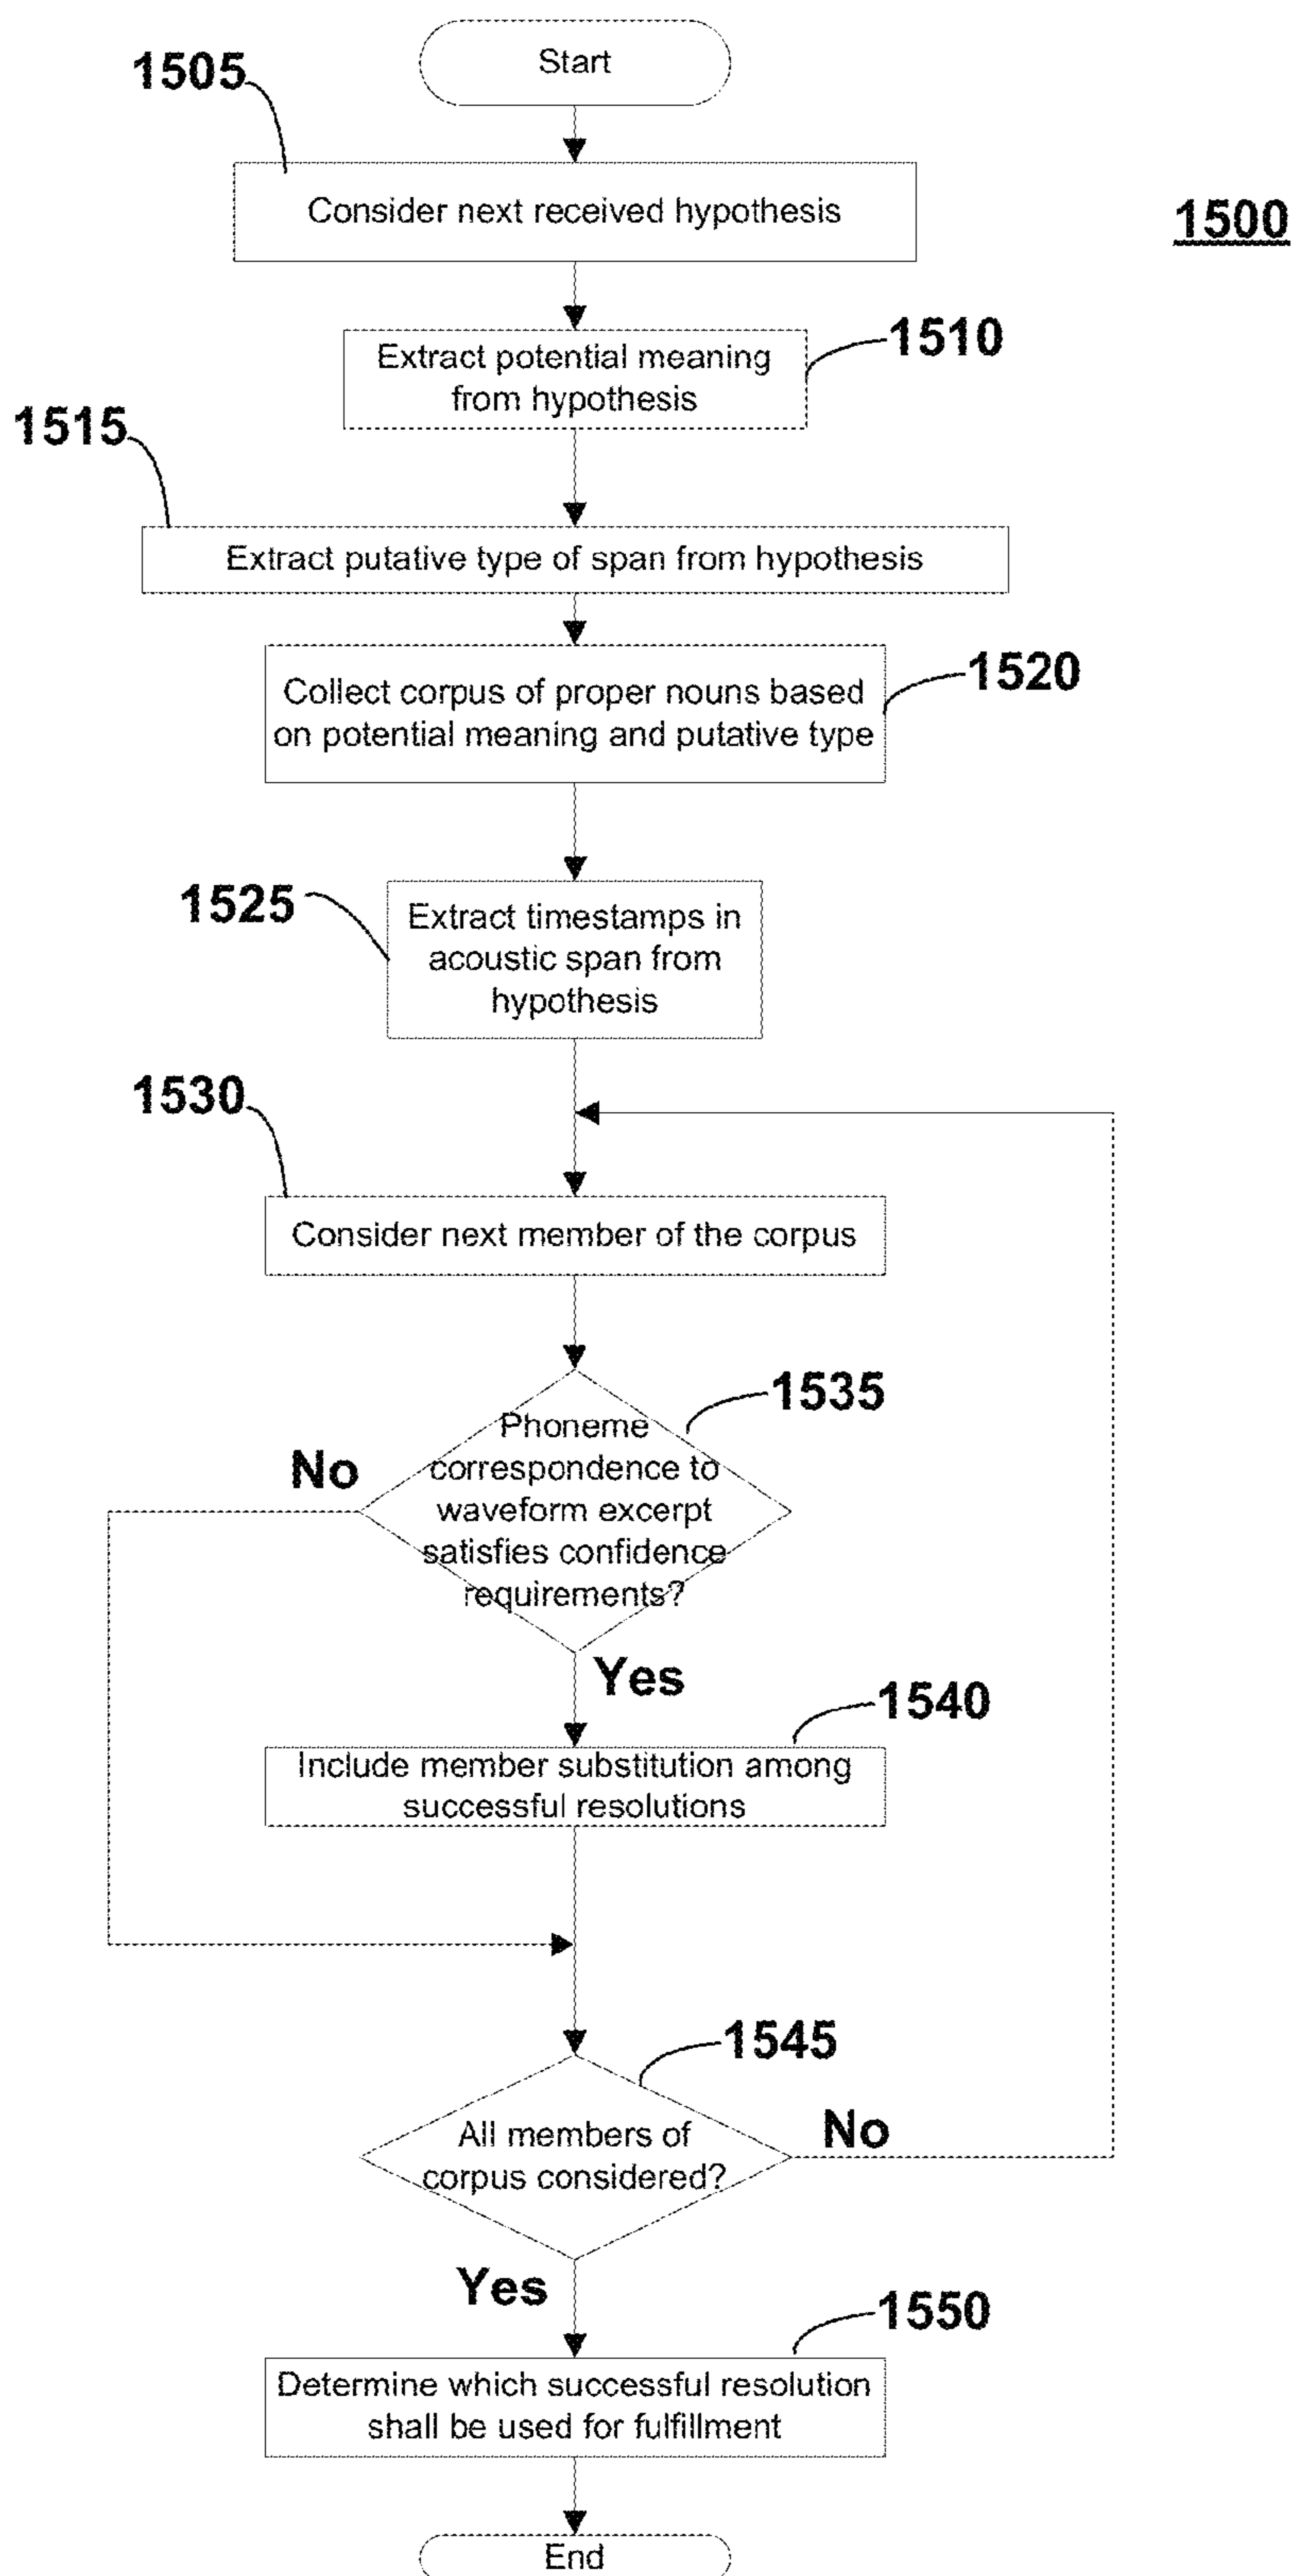 Start
1505
Consider next received hypothesis
1500
1510
Extract potential meaning
from hypothesis
1515
Extract putative type of span from hypothesis
1520
Collect corpus of proper nouns based
on potential meaning and putative type
1525
Extract timestamps in
acoustic span from
hypothesis
1530
Consider next member of the corpus
1535
Phoneme
correspondence to
waveform excerpt
satisfies confidence
requirements?
No
Yes
1540
Include member substitution among
successful resolutions
1545
All members of
corpus considered?
No
Yes
1550
Determine which successful resolution
shall be used for fulfillment
End